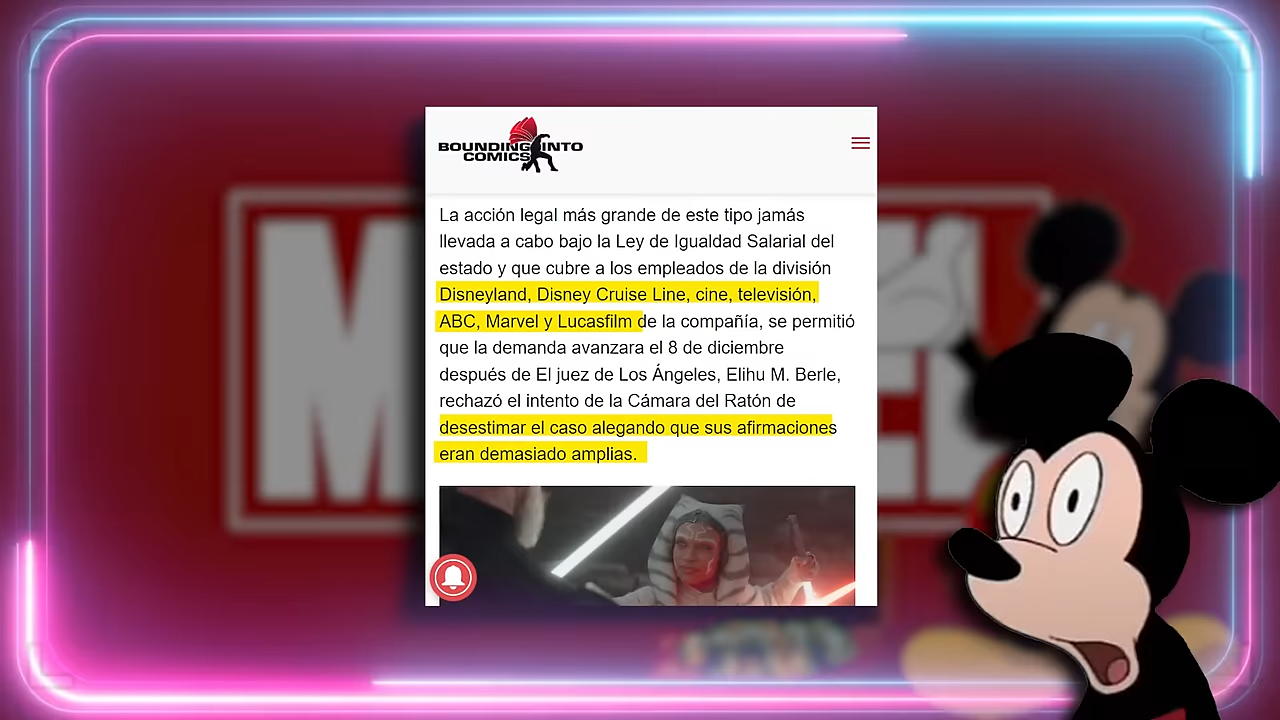 BOUNDING INTO
COMICS
La acción legal más grande de este tipo jamás
llevada a cabo bajo la Ley de Igualdad Salarial del
estado y que cubre a los empleados de la división
Disneyland, Disney Cruise Line, cine, televisión,
ABC, Marvel y Lucasfilm de la compañía, se permitió
que la demanda avanzara el 8 de diciembre
después de El juez de Los Ángeles, Elihu M. Berle,
rechazó el intento de la Cámara del Ratón de
desestimar el caso alegando que sus afirmaciones
eran demasiado amplias.